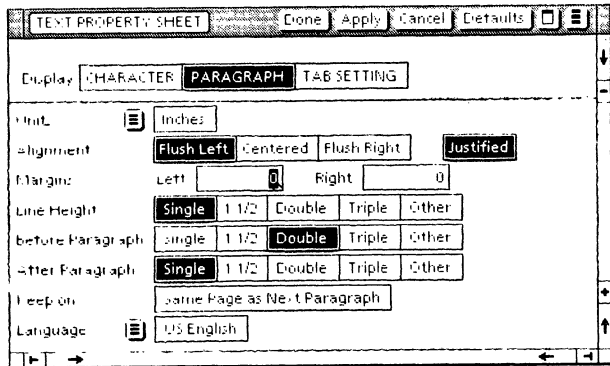 TEXT PROPERTY SHEET Done Apply Cancel Defaults
Display CHARACTER PARAGRAPH TAB SETTING
Units Inches
Alignment Flush Left Centered Flush Right Justified
Margins Left 0 Right 0
Line Height Single 1 1/2 Double Triple Other
Before Paragraph Single 1 1/2 Double Triple Other
After Paragraph Single 1 1/2 Double Triple Other
Keep on Same Page as Next Paragraph
Language US English